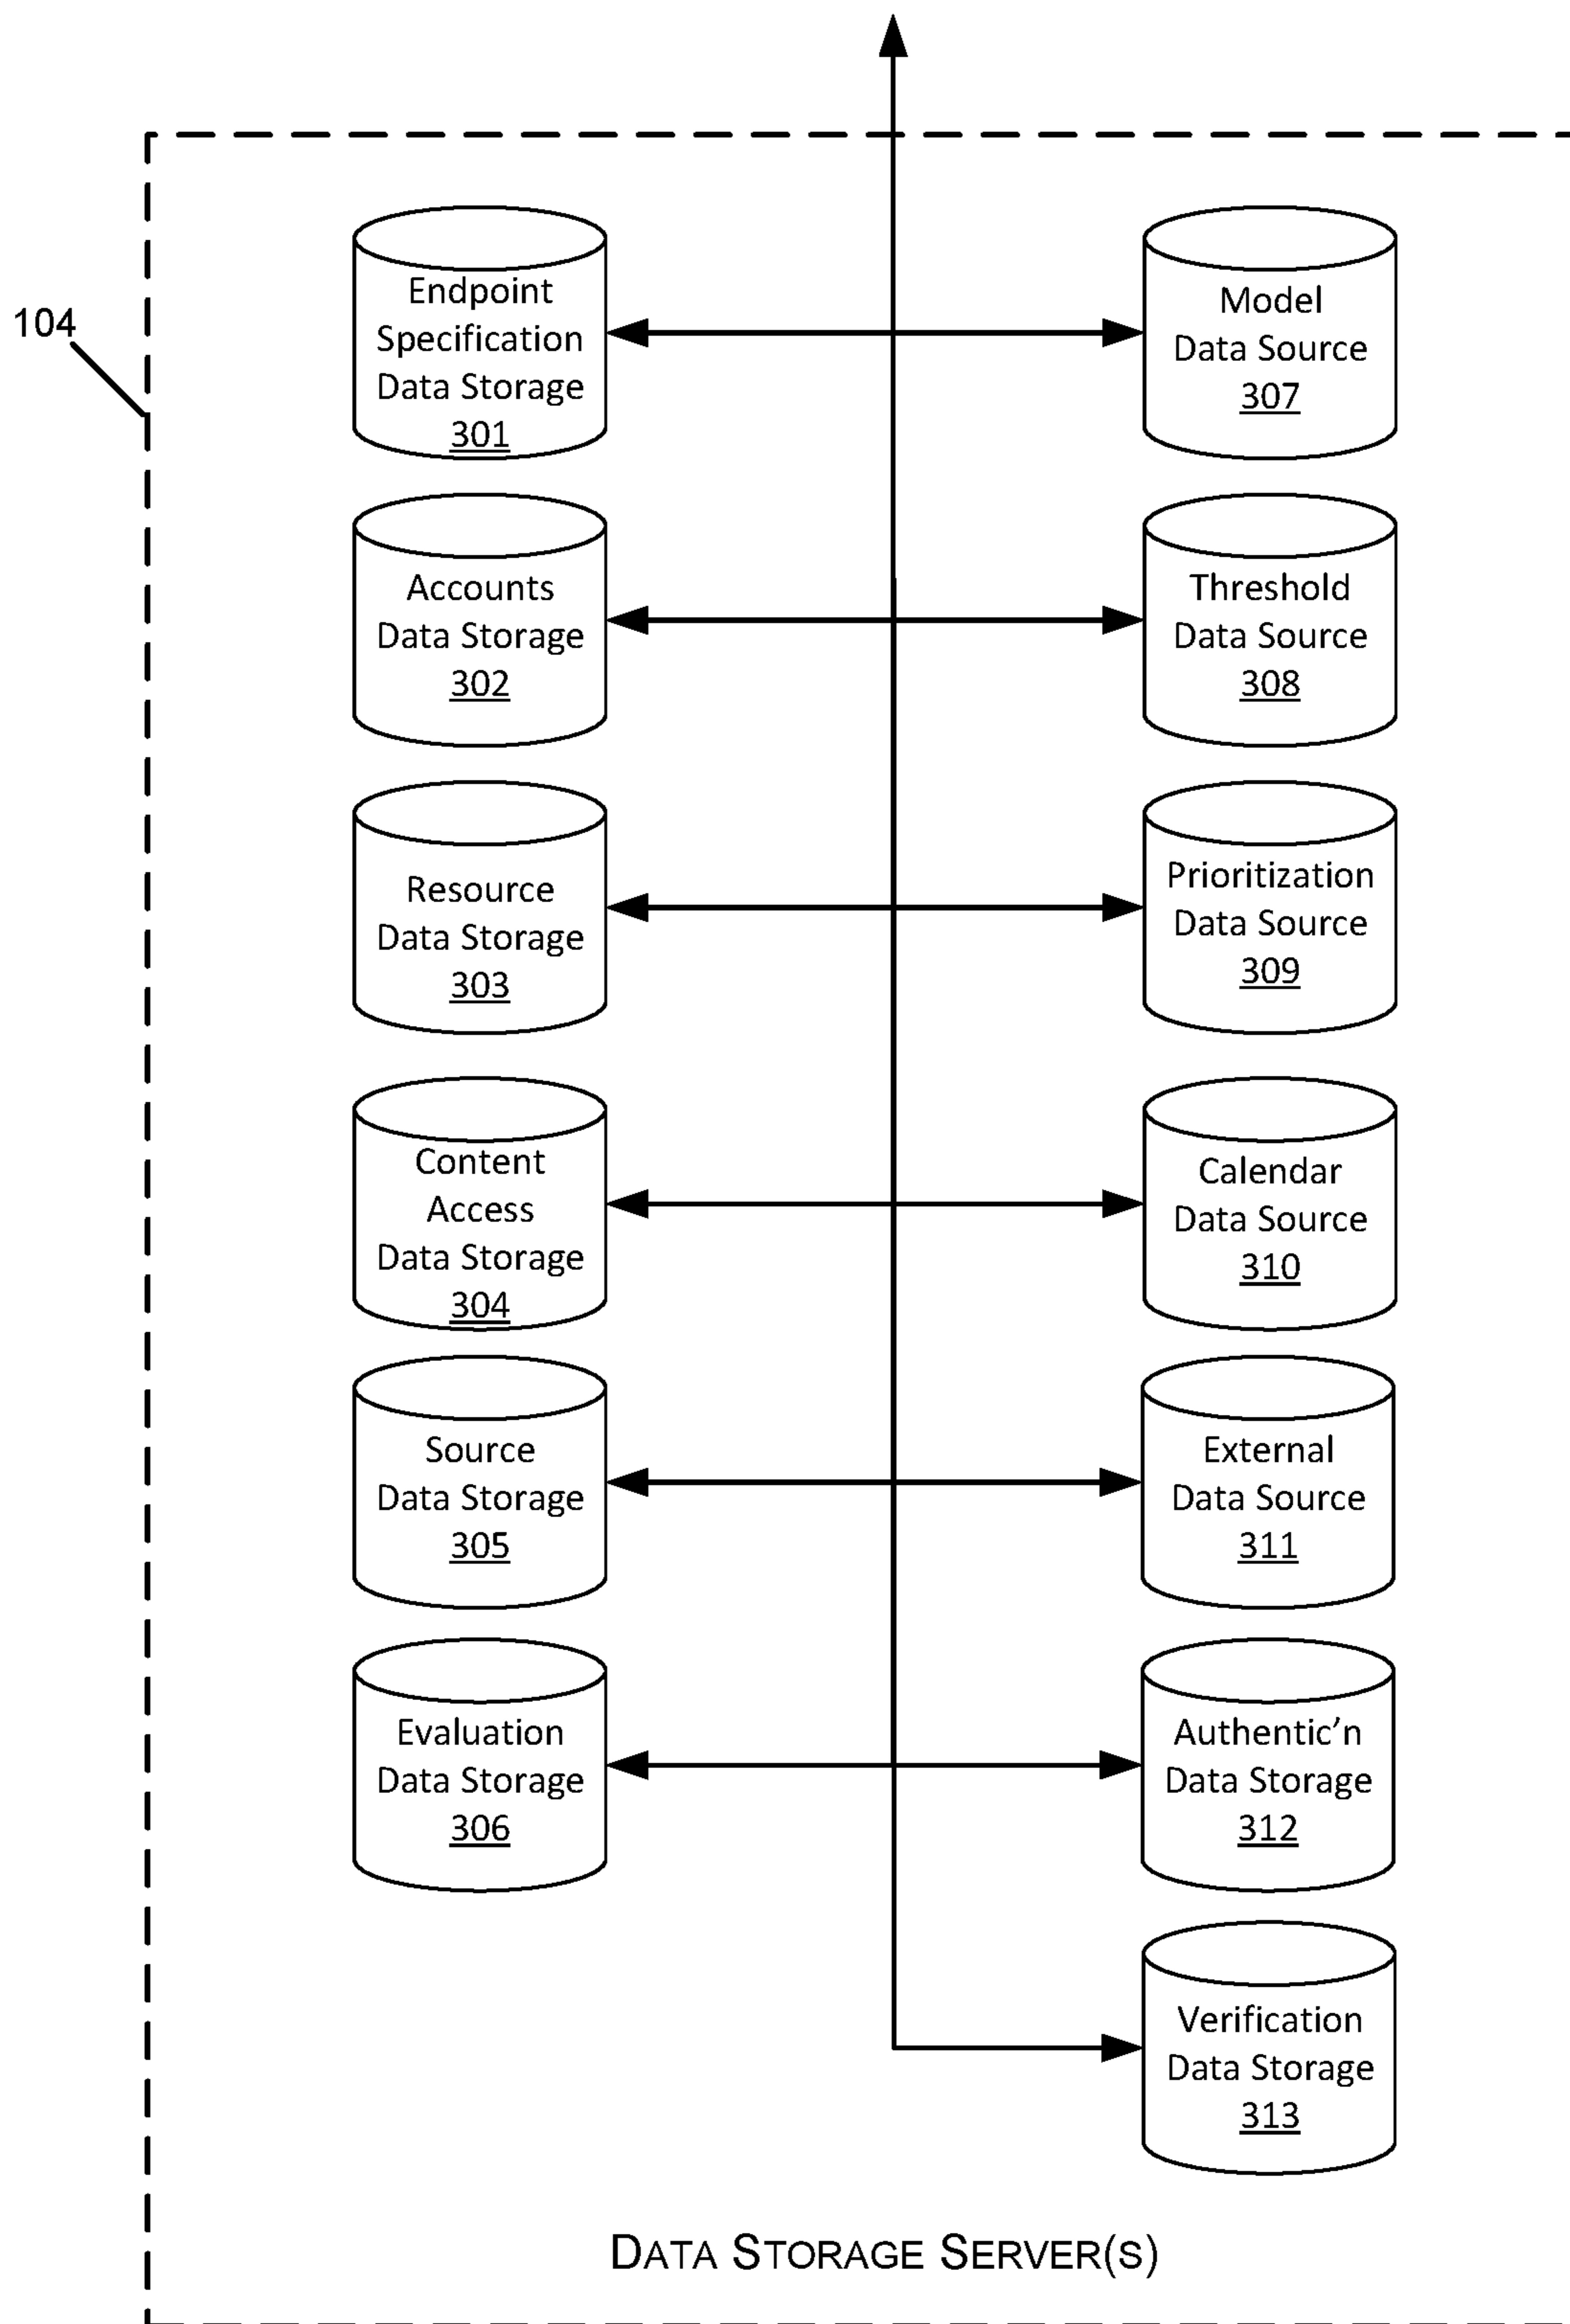 104
Endpoint
Specification
Data Storage
301
Model
Data Source
307
Accounts
Data Storage
302
Threshold
Data Source
308
Resource
Data Storage
303
Prioritization
Data Source
309
Content
Access
Data Storage
304
Calendar
Data Source
310
Source
Data Storage
305
External
Data Source
311
Evaluation
Data Storage
306
Authentic’n
Data Storage
312
Verification
Data Storage
313
DATA STORAGE SERVER(S)